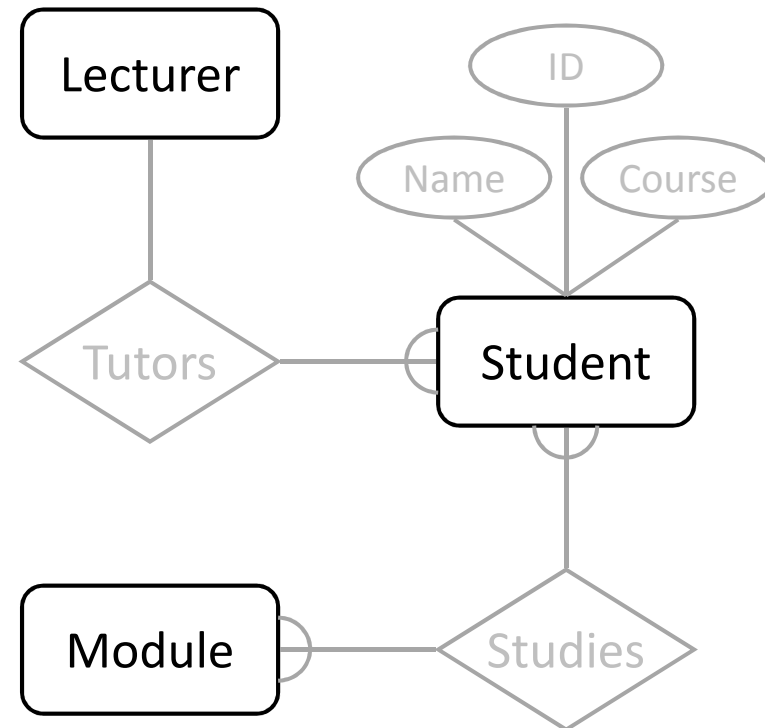 Lecturer
ID
Name
Course
Tutors
Student
Module
Studies